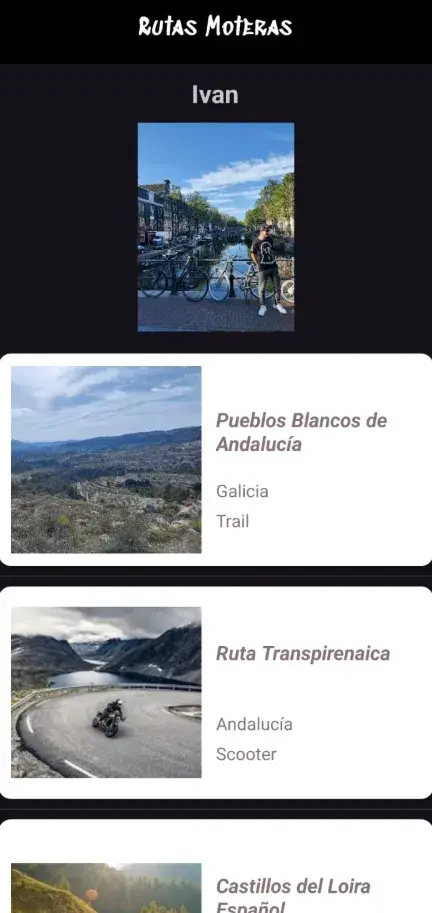 Rutas Moteras
Ivan
Pueblos Blancos de
Andalucía
Galicia
Trail
Ruta Transpirenaica
Andalucía
Scooter
Castillos del Loira
Español